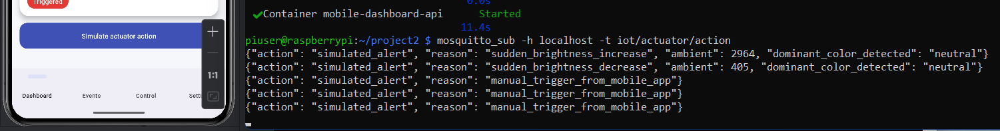 Triggered
Simulate actuator action
1:1
Dashboard Events Control
0.0s
✔Container mobile-dashboard-api Started
11.4s
piuser@raspberrypi:~/project2 $ mosquitto_sub -h localhost -t iot/actuator/action
{"action": "simulated_alert", "reason": "sudden_brightness_increase", "ambient": 2964, "dominant_color_detected": "neutral"}
{"action": "simulated_alert", "reason": "sudden_brightness_decrease", "ambient": 405, "dominant_color_detected": "neutral"}
{"action": "simulated_alert", "reason": "manual_trigger_from_mobile_app"}
{"action": "simulated_alert", "reason": "manual_trigger_from_mobile_app"}
{"action": "simulated_alert", "reason": "manual_trigger_from_mobile_app"}